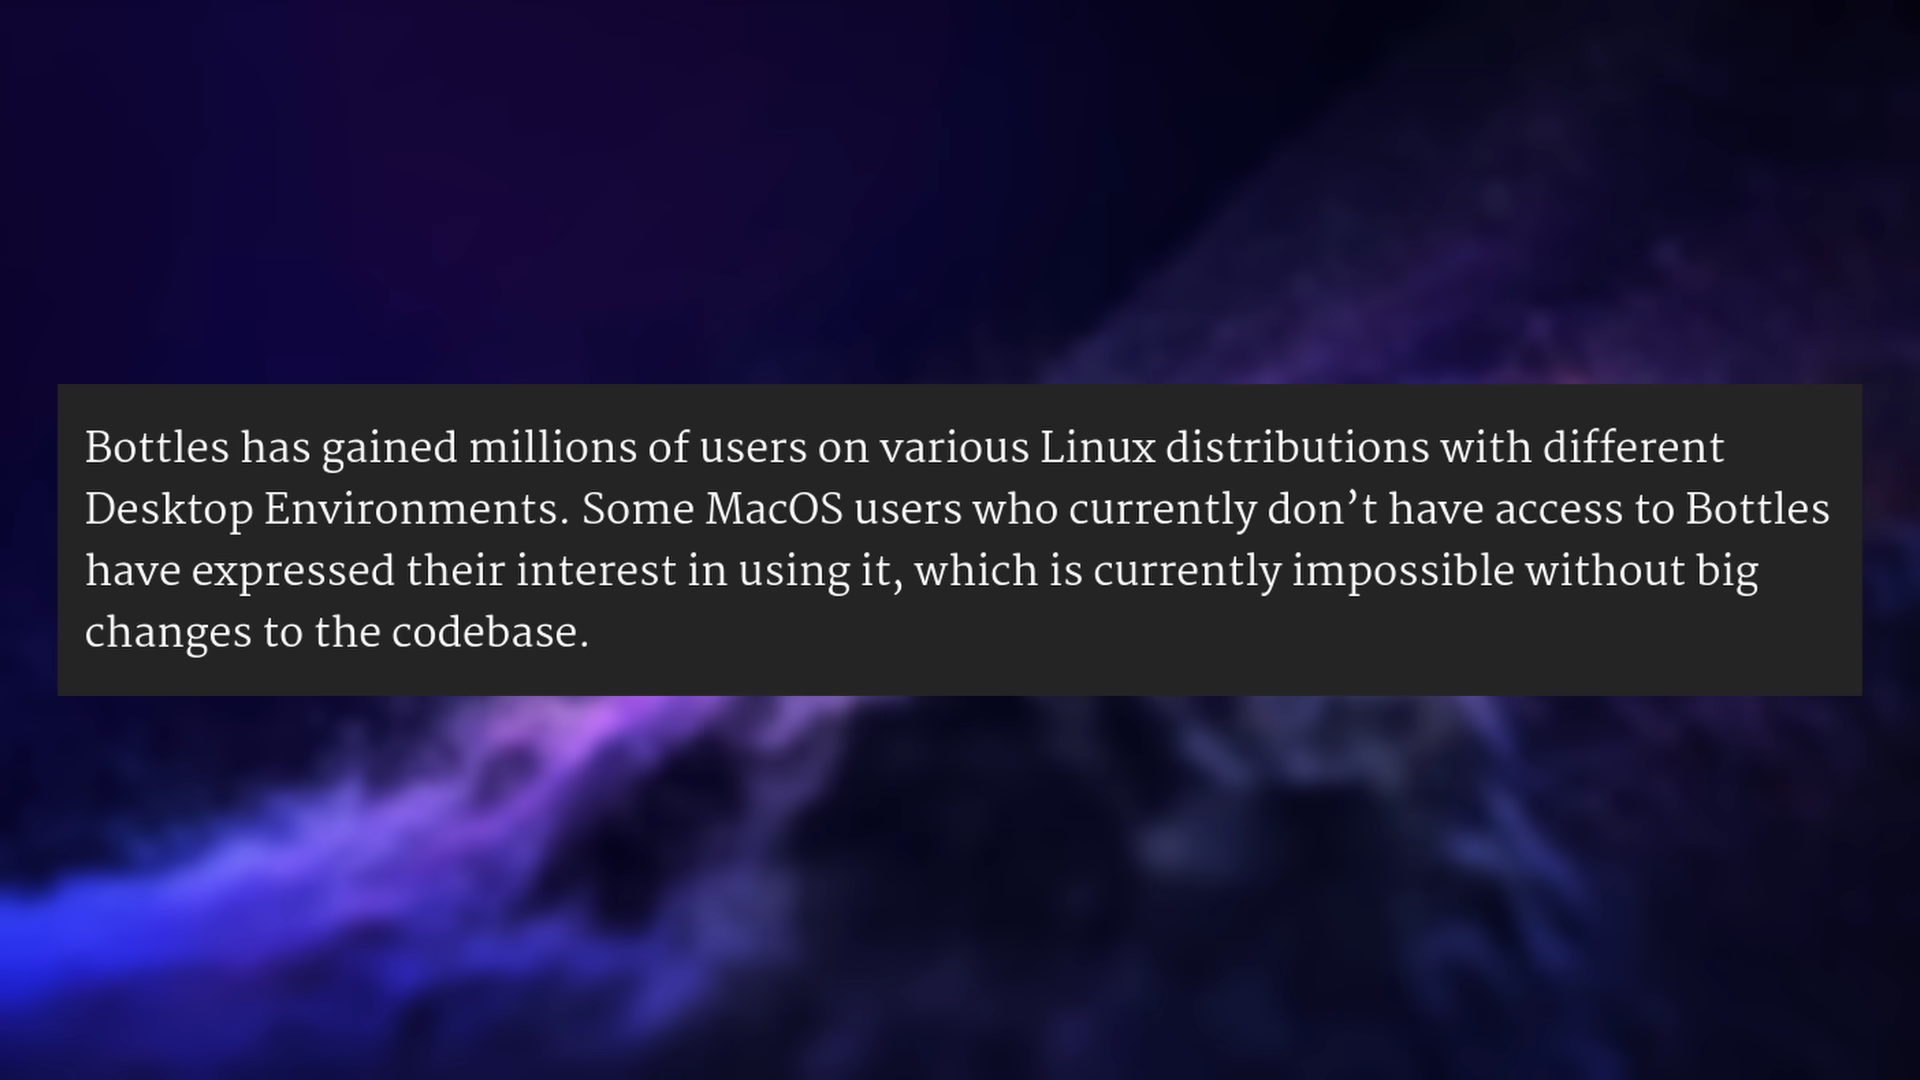 Bottles has gained millions of users on various Linux distributions with different
Desktop Environments. Some MacOS users who currently don’t have access to Bottles
have expressed their interest in using it, which is currently impossible without big
changes to the codebase.